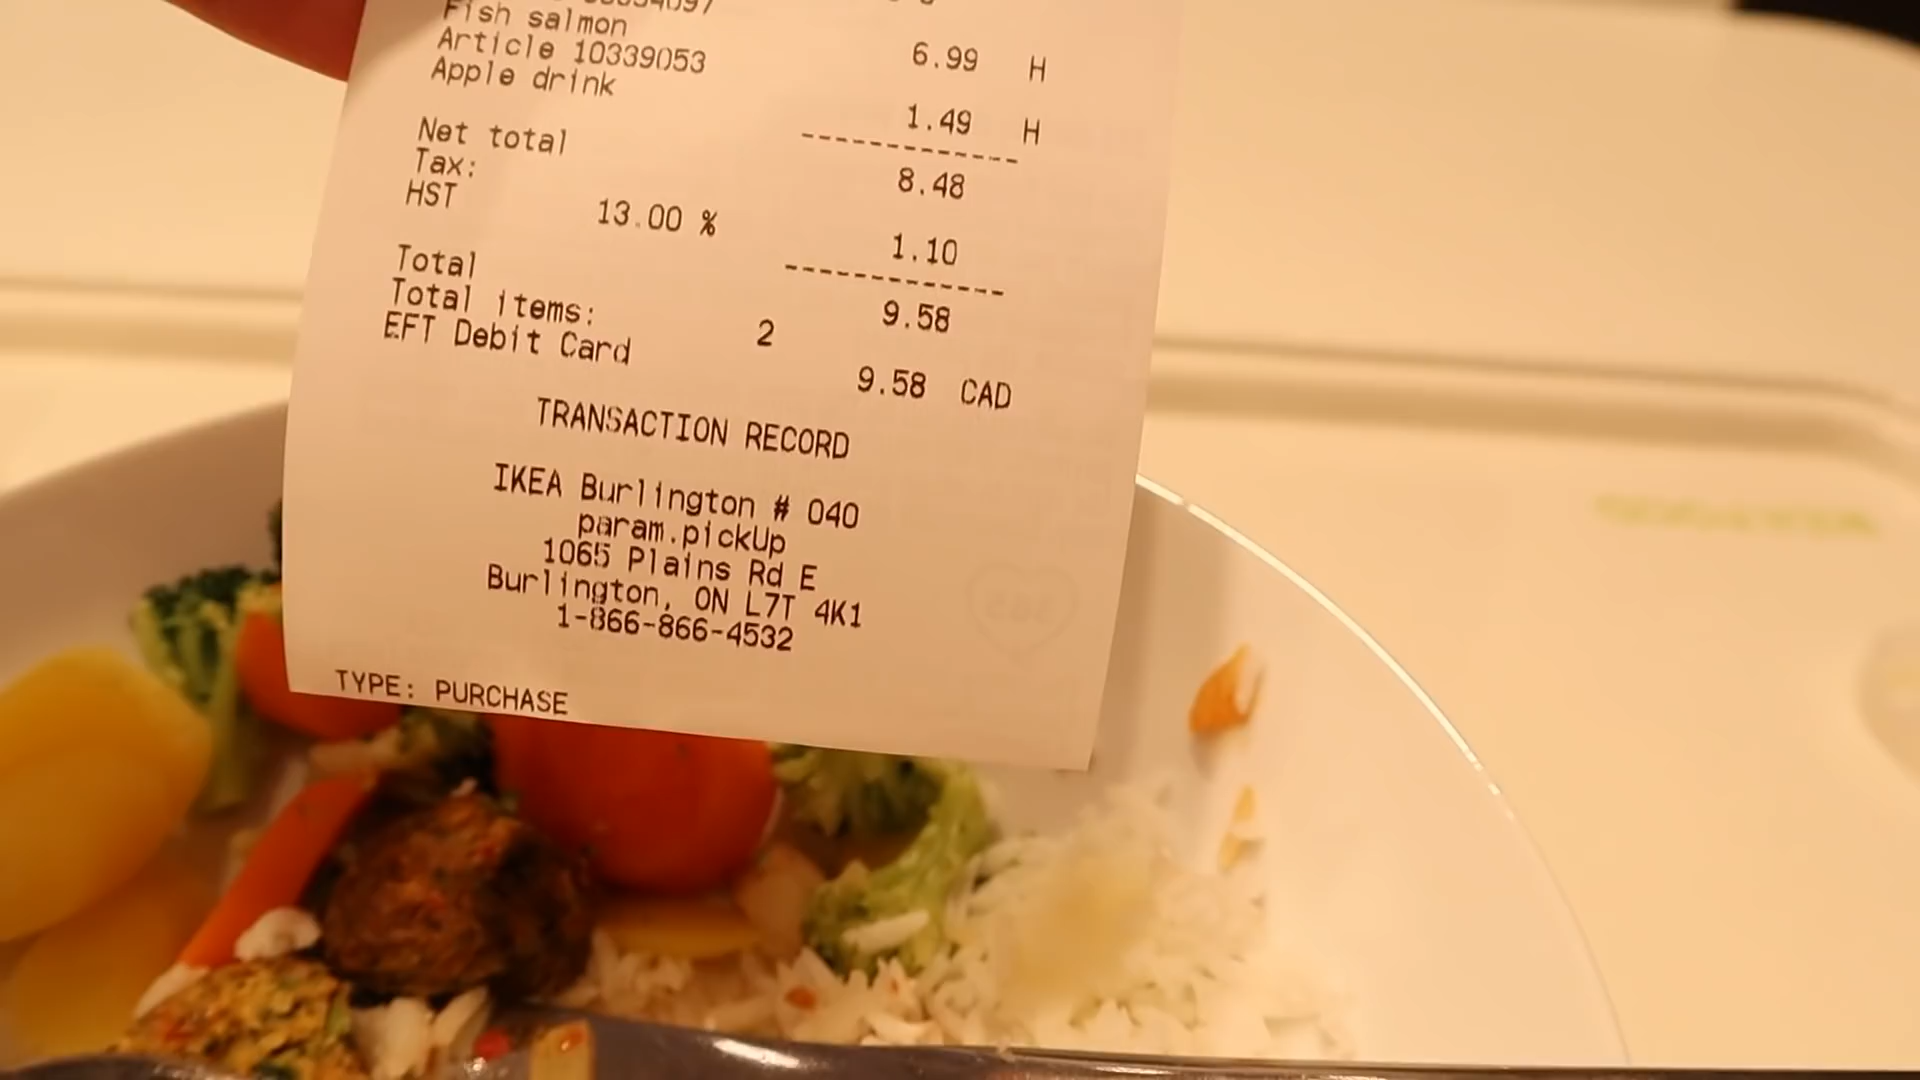 Fish salmon
6.99 H
Article 10339053
Apple drink
1.49 H
------------
Net total 8.48
Tax:
HST 13.00 % 1.10
------------
Total 9.58
Total items: 2
EFT Debit Card 9.58 CAD
TRANSACTION RECORD
IKEA Burlington # 040
param.pickUp
1065 Plains Rd E
Burlington, ON L7T 4K1
1-866-866-4532
TYPE: PURCHASE